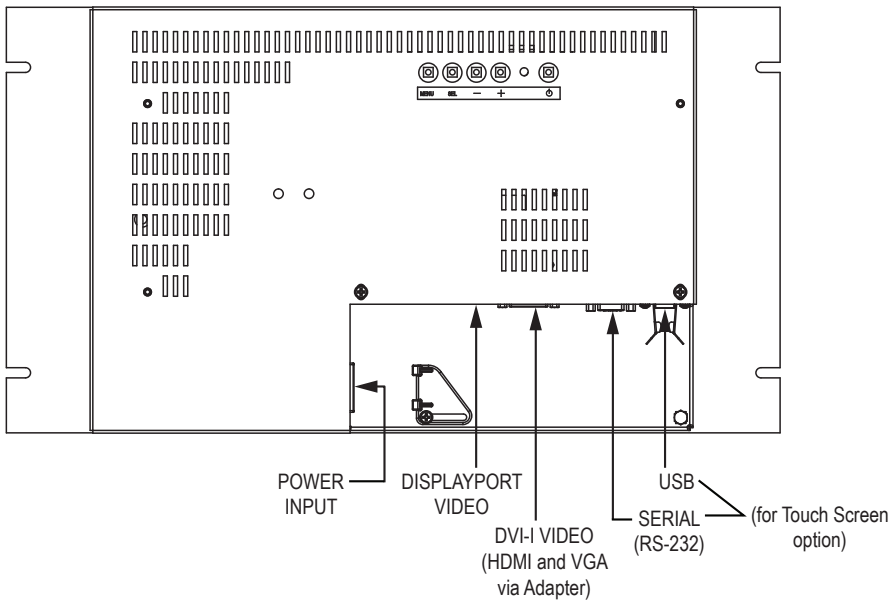 MENU SEL − +
POWER
INPUT
DISPLAYPORT
VIDEO
DVI-I VIDEO
(HDMI and VGA
via Adapter)
SERIAL
(RS-232)
USB
(for Touch Screen
option)